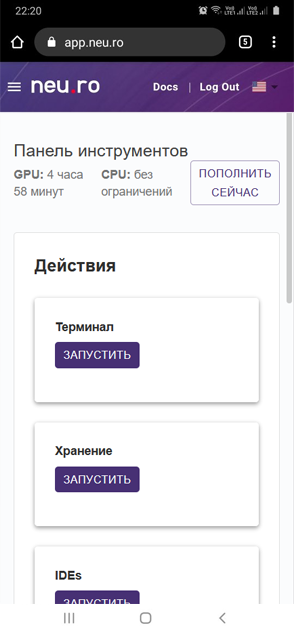 22:20
app.neu.ro
5
neu.ro
Docs | Log Out
Панель инструментов
GPU: 4 часа
58 минут
CPU: без
ограничений
ПОПОЛНИТЬ
СЕЙЧАС
Действия
Терминал
ЗАПУСТИТЬ
Хранение
ЗАПУСТИТЬ
IDEs
ЗАПУСТИТЬ